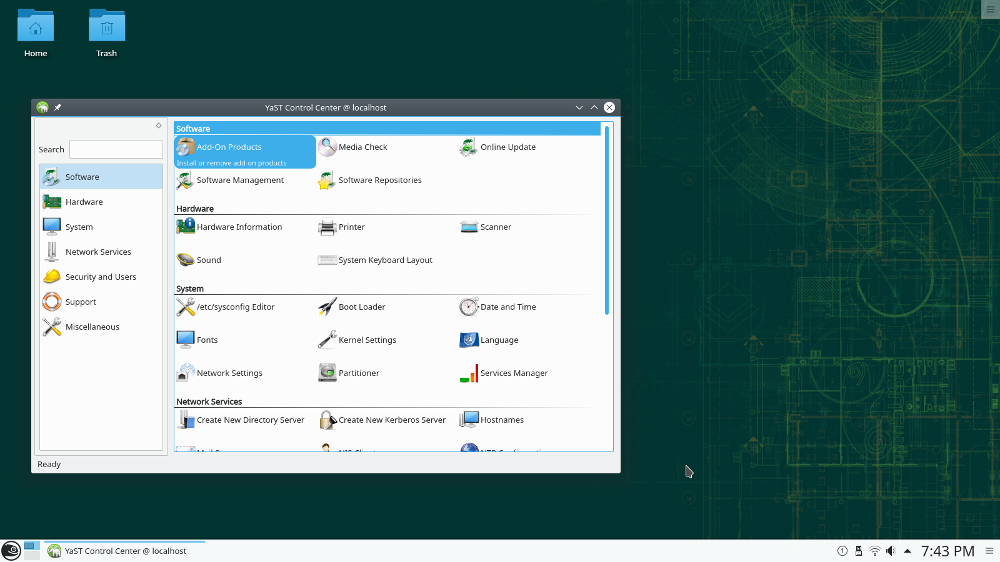 Home
Trash
YaST Control Center @ localhost
Search
Software
Hardware
System
Network Services
Security and Users
Support
Miscellaneous
Software
Add-On Products
Install or remove add-on products
Media Check
Online Update
Software Management
Software Repositories
Hardware
Hardware Information
Printer
Scanner
Sound
System Keyboard Layout
System
/etc/sysconfig Editor
Boot Loader
Date and Time
Fonts
Kernel Settings
Language
Network Settings
Partitioner
Services Manager
Network Services
Create New Directory Server
Create New Kerberos Server
Hostnames
Ready
YaST Control Center @ localhost
1
7:43 PM